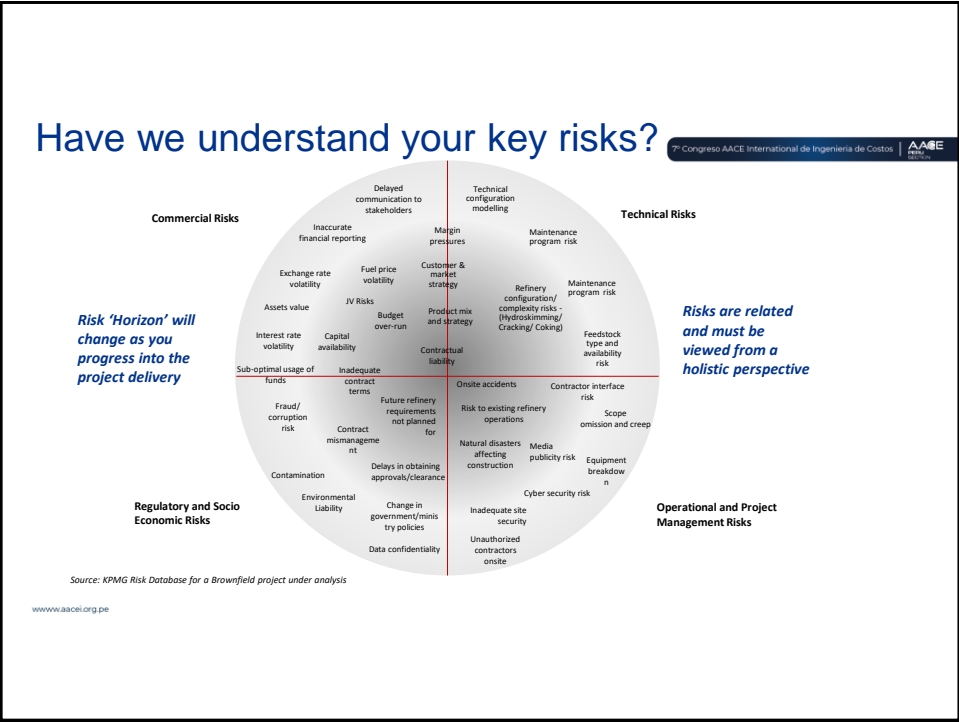 Have we understand your key risks?
7º Congreso AACE International de Ingeniería de Costos
AACE
PERU
SECTION
Commercial Risks
Technical Risks
Risk ‘Horizon’ will
change as you
progress into the
project delivery
Risks are related
and must be
viewed from a
holistic perspective
Delayed
communication to
stakeholders
Technical
configuration
modelling
Inaccurate
financial reporting
Margin
pressures
Maintenance
program risk
Exchange rate
volatility
Fuel price
volatility
Customer &
market
strategy
Refinery
configuration/
complexity risks -
(Hydroskimming/
Cracking/ Coking)
Maintenance
program risk
Assets value
JV Risks
Budget
over-run
Product mix
and strategy
Interest rate
volatility
Capital
availability
Contractual
liability
Feedstock
type and
availability
risk
Sub-optimal usage of
funds
Inadequate
contract
terms
Onsite accidents
Contractor interface
risk
Fraud/
corruption
risk
Future refinery
requirements
not planned
for
Risk to existing refinery
operations
Scope
omission and creep
Contract
mismanageme
nt
Natural disasters
affecting
construction
Media
publicity risk
Equipment
breakdow
n
Contamination
Delays in obtaining
approvals/clearance
Cyber security risk
Environmental
Liability
Change in
government/minis
try policies
Inadequate site
security
Data confidentiality
Unauthorized
contractors
onsite
Regulatory and Socio
Economic Risks
Operational and Project
Management Risks
Source: KPMG Risk Database for a Brownfield project under analysis
wwww.aacei.org.pe